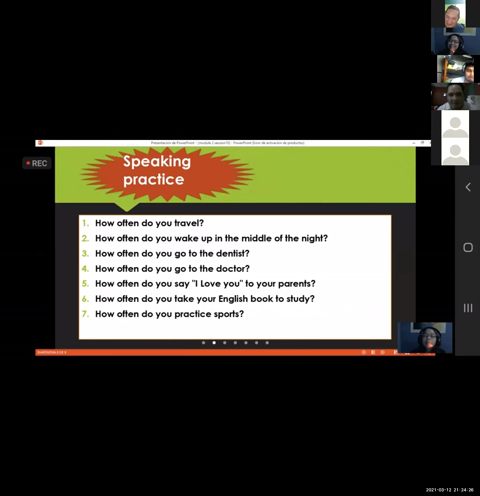 REC
Speaking
practice
1. How often do you travel?
2. How often do you wake up in the middle of the night?
3. How often do you go to the dentist?
4. How often do you go to the doctor?
5. How often do you say "I Love you" to your parents?
6. How often do you take your English book to study?
7. How often do you practice sports?
2021-03-12 21:24:26